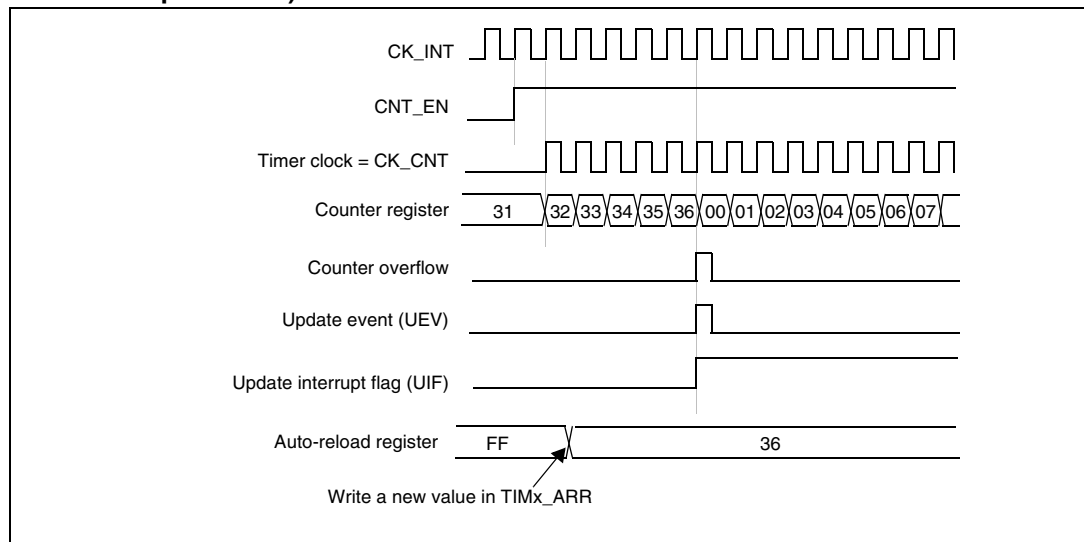 CK_INT
CNT_EN
Timer clock = CK_CNT
Counter register 31 32 33 34 35 36 00 01 02 03 04 05 06 07
Counter overflow
Update event (UEV)
Update interrupt flag (UIF)
Auto-reload register FF 36
Write a new value in TIMx_ARR